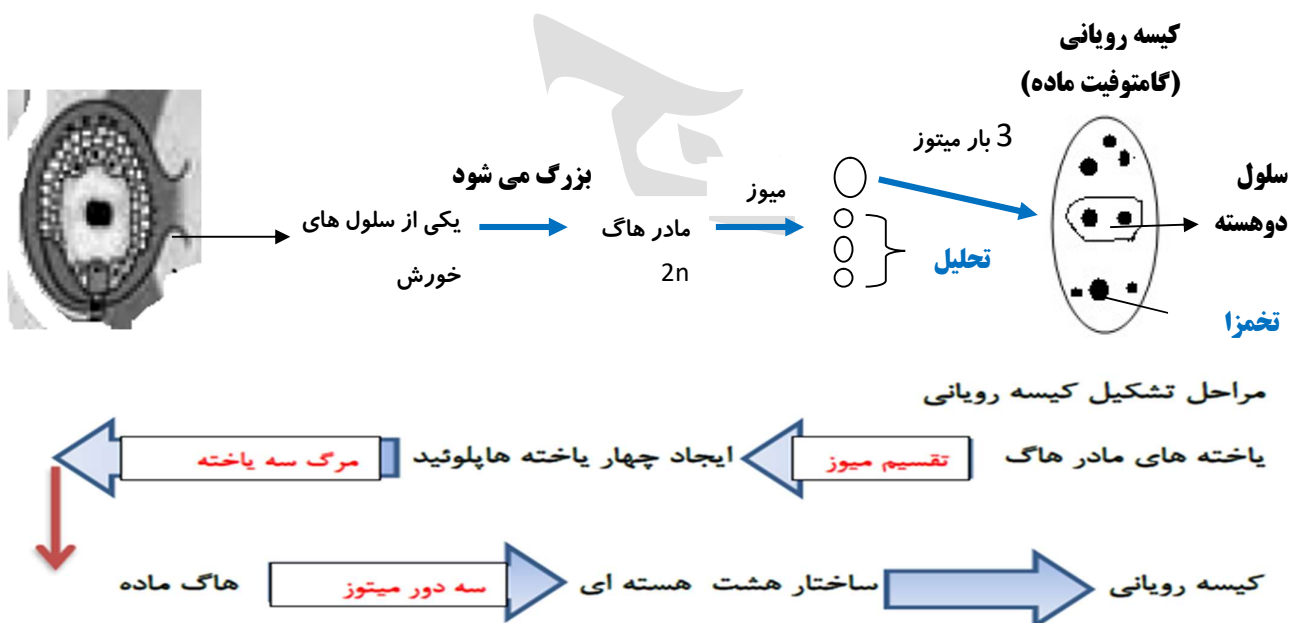 کیسه رویانی
(گامتوفیت ماده)
3 بار میتوز
سلول
دوهسته
بزرگ می شود
میوز
یکی از سلول های
خورش
مادر هاگ
2n
تحلیل
تخمزا
مراحل تشکیل کیسه رویانی
یاخته های مادر هاگ
تقسیم میوز
ایجاد چهار یاخته هاپلوئید
مرگ سه یاخته
هاگ ماده
سه دور میتوز
ساختار هشت هسته ای
کیسه رویانی